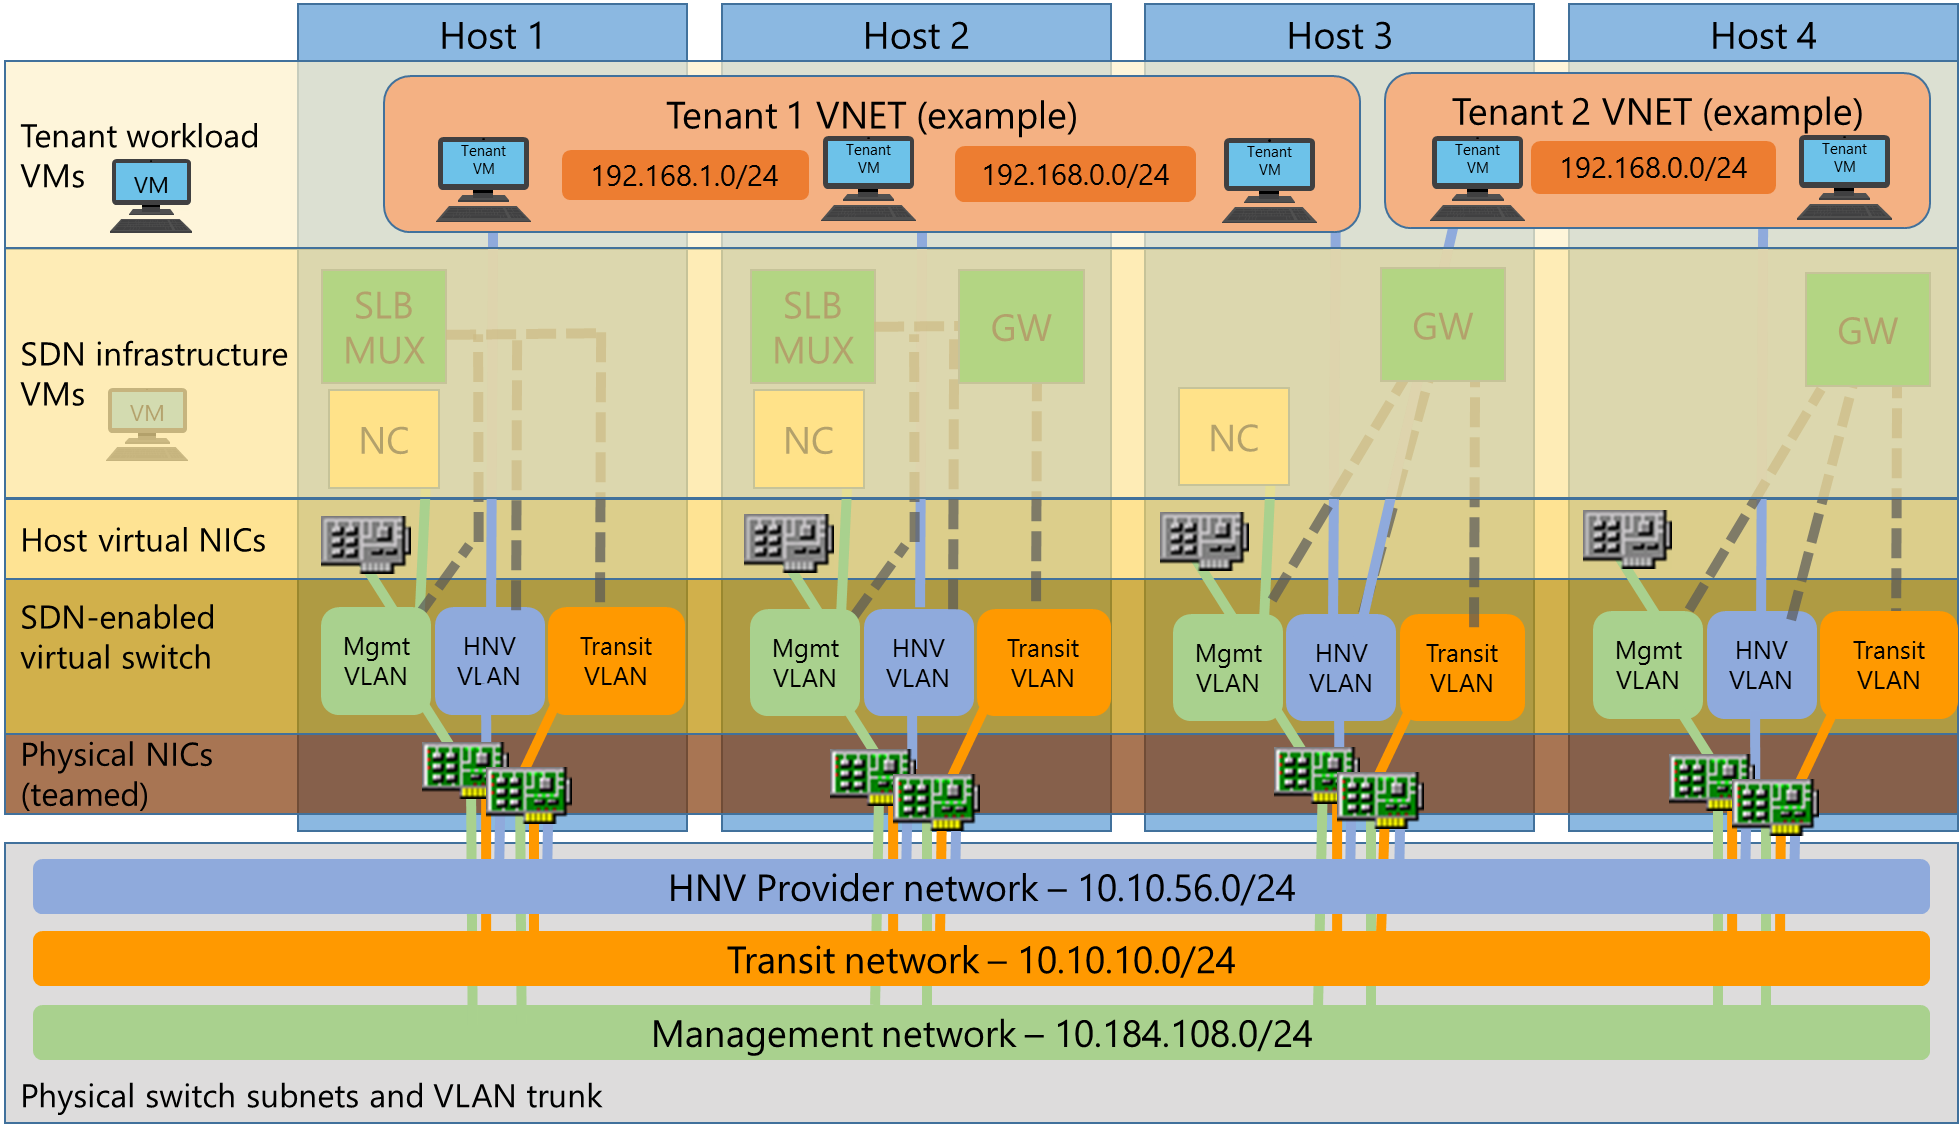 Host 1
Host 2
Host 3
Host 4
Tenant workload
VMs
VM
Tenant 1 VNET (example)
Tenant
VM
192.168.1.0/24
Tenant
VM
192.168.0.0/24
Tenant
VM
Tenant 2 VNET (example)
Tenant
VM
192.168.0.0/24
Tenant
VM
SDN infrastructure
VMs
VM
SLB
MUX
NC
SLB
MUX
GW
NC
GW
NC
GW
Host virtual NICs
SDN-enabled
virtual switch
Mgmt
VLAN
HNV
VLAN
Transit
VLAN
Mgmt
VLAN
HNV
VLAN
Transit
VLAN
Mgmt
VLAN
HNV
VLAN
Transit
VLAN
Mgmt
VLAN
HNV
VLAN
Transit
VLAN
Physical NICs
(teamed)
HNV Provider network – 10.10.56.0/24
Transit network – 10.10.10.0/24
Management network – 10.184.108.0/24
Physical switch subnets and VLAN trunk